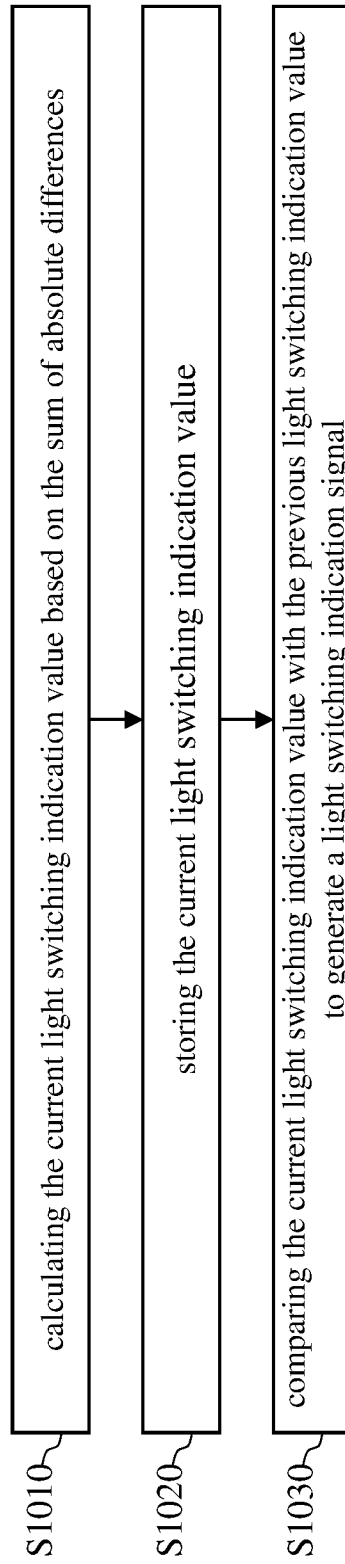 S1010
calculating the current light switching indication value based on the sum of absolute differences
S1020
storing the current light switching indication value
S1030
comparing the current light switching indication value with the previous light switching indication value
to generate a light switching indication signal